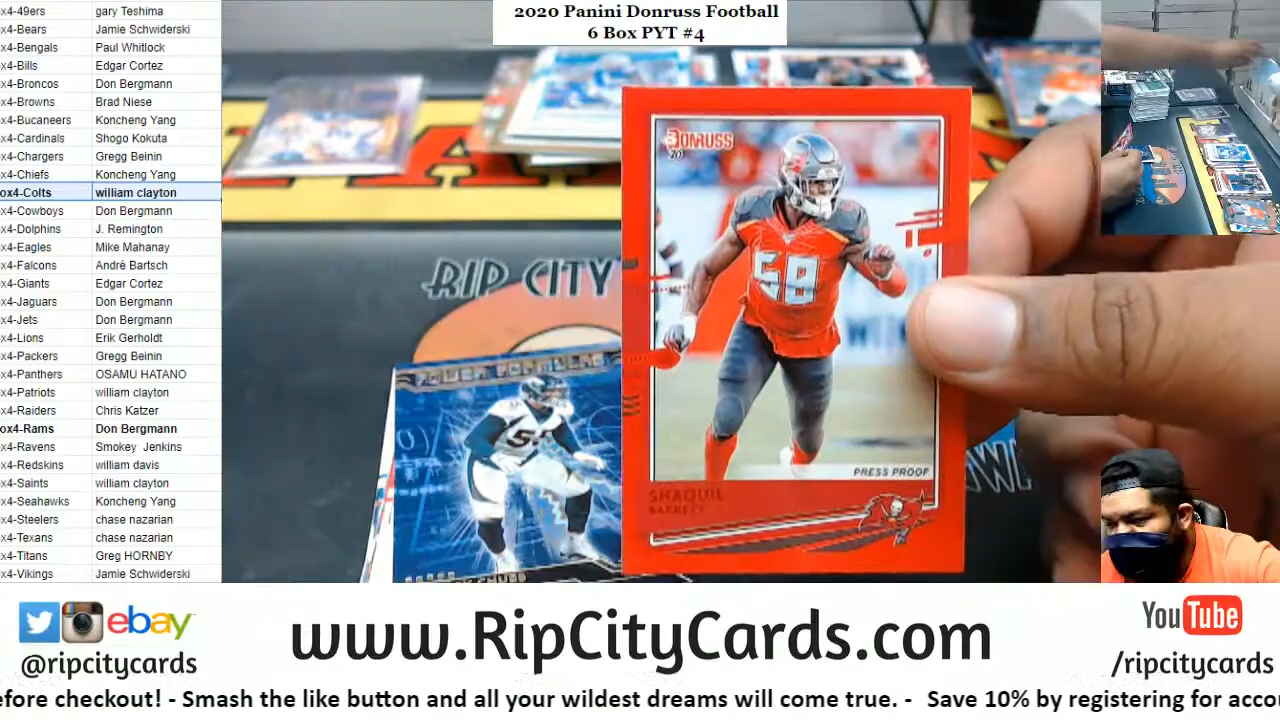 2020 Panini Donruss Football
6 Box PYT #4
x4-49ers gary Teshima
x4-Bears Jamie Schwiderski
x4-Bengals Paul Whitlock
x4-Bills Edgar Cortez
x4-Broncos Don Bergmann
x4-Browns Brad Niese
x4-Bucaneers Koncheng Yang
x4-Cardinals Shogo Kokuta
x4-Chargers Gregg Beinin
x4-Chiefs Koncheng Yang
ox4-Colts william clayton
x4-Cowboys Don Bergmann
x4-Dolphins J. Remington
x4-Eagles Mike Mahanay
x4-Falcons André Bartsch
x4-Giants Edgar Cortez
x4-Jaguars Don Bergmann
x4-Jets Don Bergmann
x4-Lions Erik Gerholdt
x4-Packers Gregg Beinin
x4-Panthers OSAMU HATANO
x4-Patriots william clayton
x4-Raiders Chris Katzer
ox4-Rams Don Bergmann
x4-Ravens Smokey Jenkins
x4-Redskins william davis
x4-Saints william clayton
x4-Seahawks Koncheng Yang
x4-Steelers chase nazarian
x4-Texans chase nazarian
x4-Titans Greg HORNBY
x4-Vikings Jamie Schwiderski
RIP CITY
DONRUSS
'20
58
PRESS PROOF
SHAQUIL
BARRETT
ebay
@ripcitycards
www.RipCityCards.com
YouTube
/ripcitycards
efore checkout! - Smash the like button and all your wildest dreams will come true. - Save 10% by registering for acco